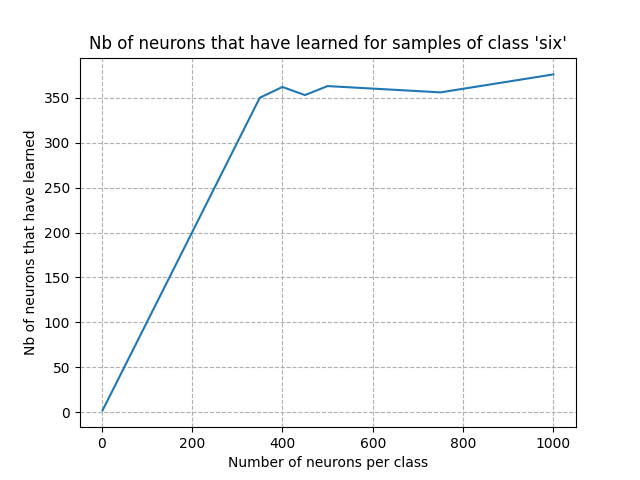 Nb of neurons that have learned for samples of class 'six'
Nb of neurons that have learned
350
300
250
200
150
100
50
0
0 200 400 600 800 1000
Number of neurons per class